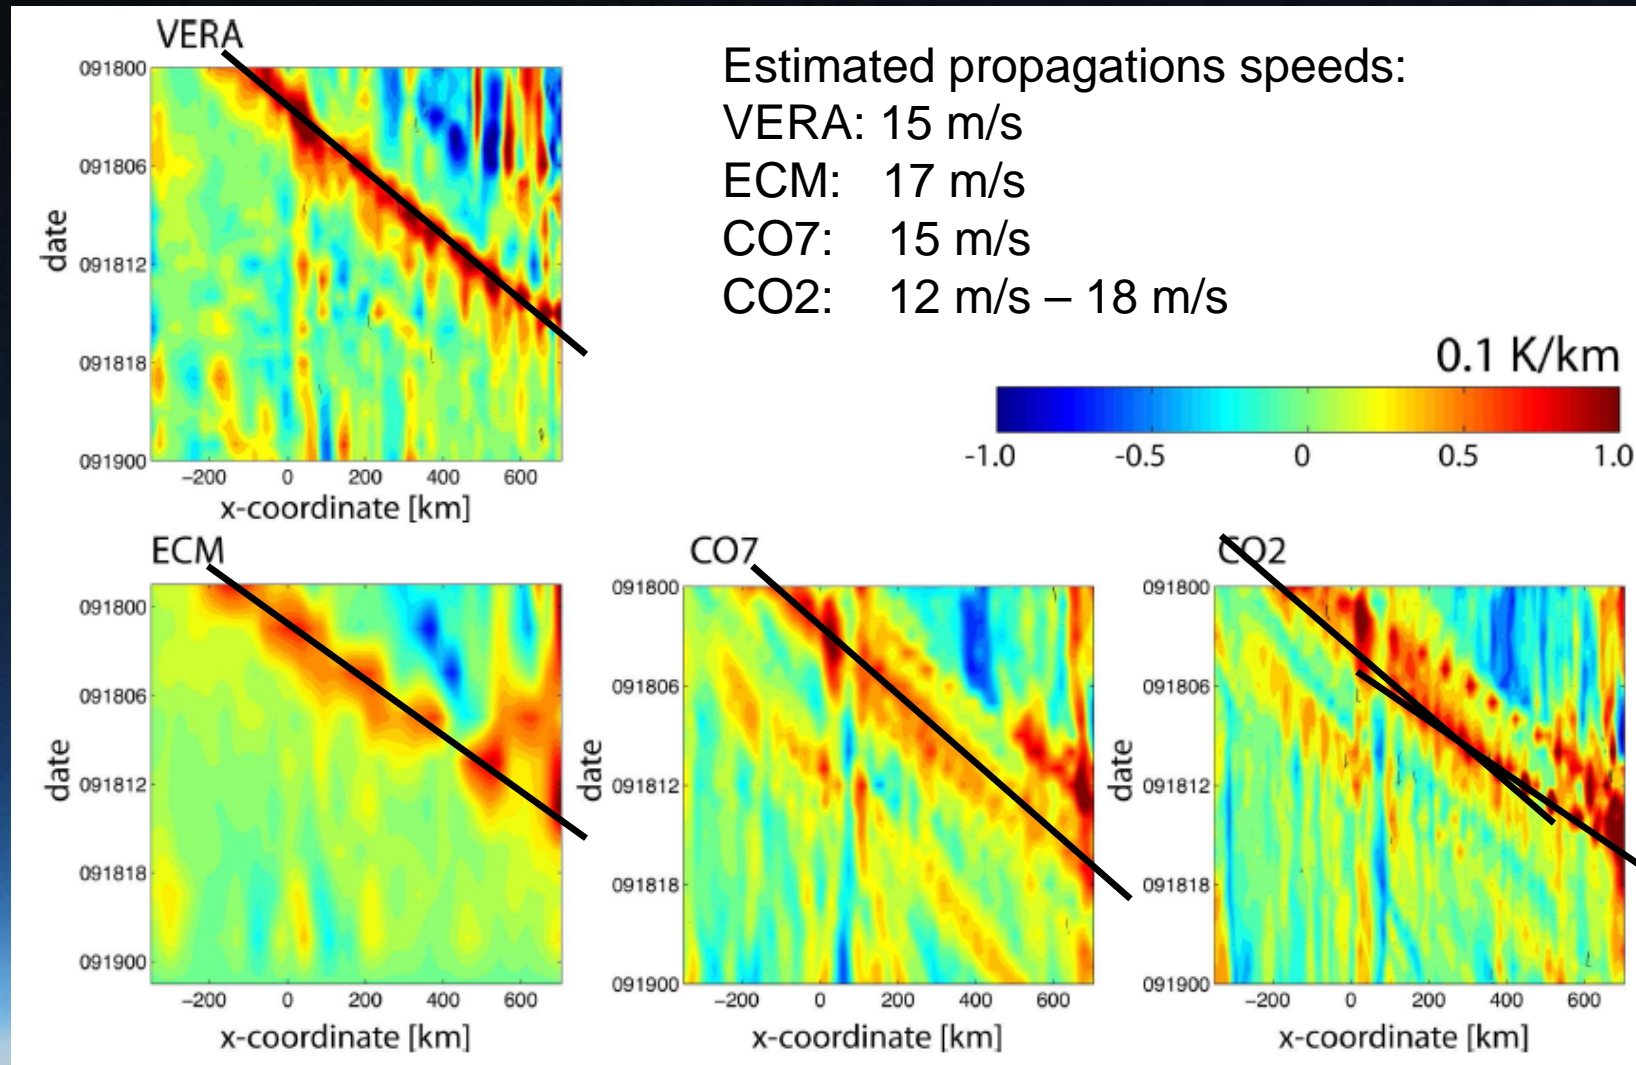 VERA
091800
091806
091812
091818
091900
date
−200 0 200 400 600
x-coordinate [km]
Estimated propagations speeds:
VERA: 15 m/s
ECM: 17 m/s
CO7: 15 m/s
CO2: 12 m/s – 18 m/s
0.1 K/km
-1.0 -0.5 0 0.5 1.0
ECM
091800
091806
091812
091818
091900
date
−200 0 200 400 600
x-coordinate [km]
CO7
091800
091806
091812
091818
091900
date
−200 0 200 400 600
x-coordinate [km]
CO2
091800
091806
091812
091818
091900
date
−200 0 200 400 600
x-coordinate [km]